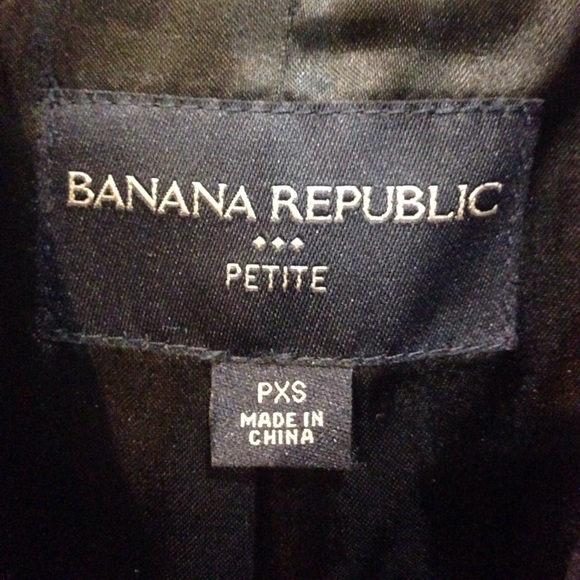 BANANA REPUBLIC
PETITE
PXS
MADE IN
CHINA